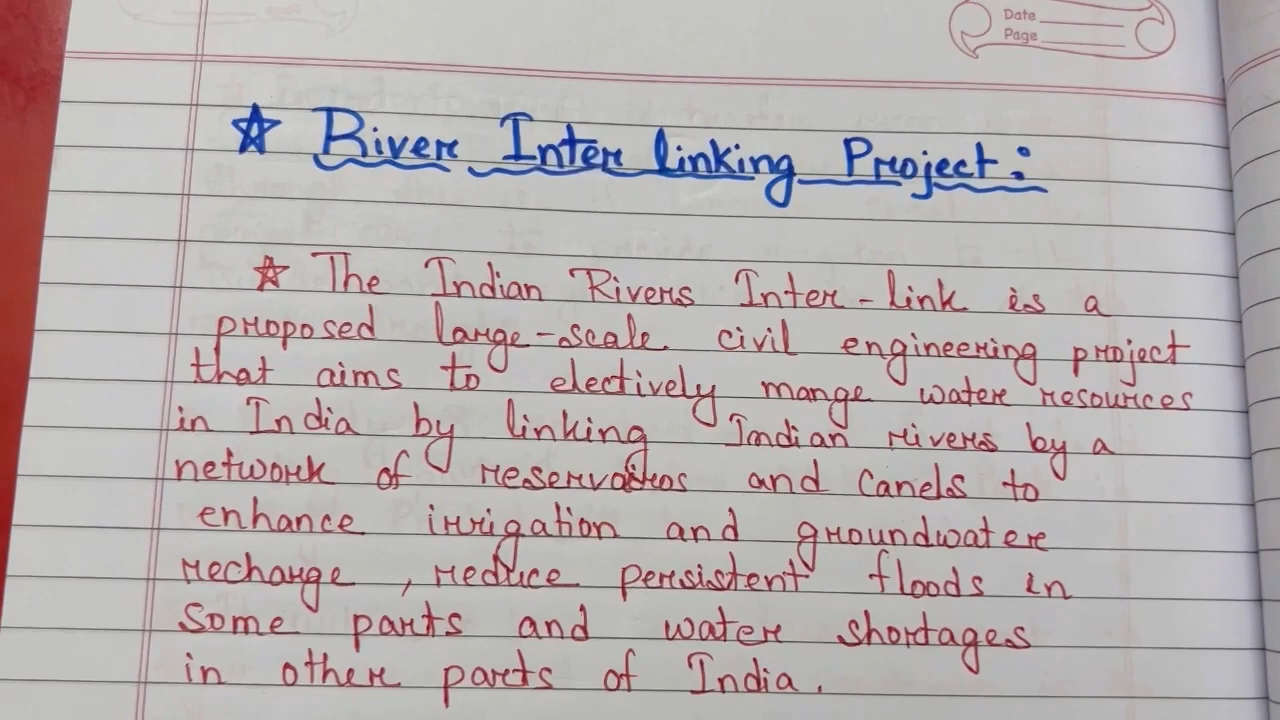 Date
Page
☆ River Inter linking Project:
☆ The Indian Rivers Inter-link is a
proposed large-scale civil engineering project
that aims to electively mange water resources
in India by linking Indian rivers by a
network of reservoiros and canels to
enhance irrigation and groundwater
recharge, reduce persistent floods in
some parts and water shortages
in other parts of India.